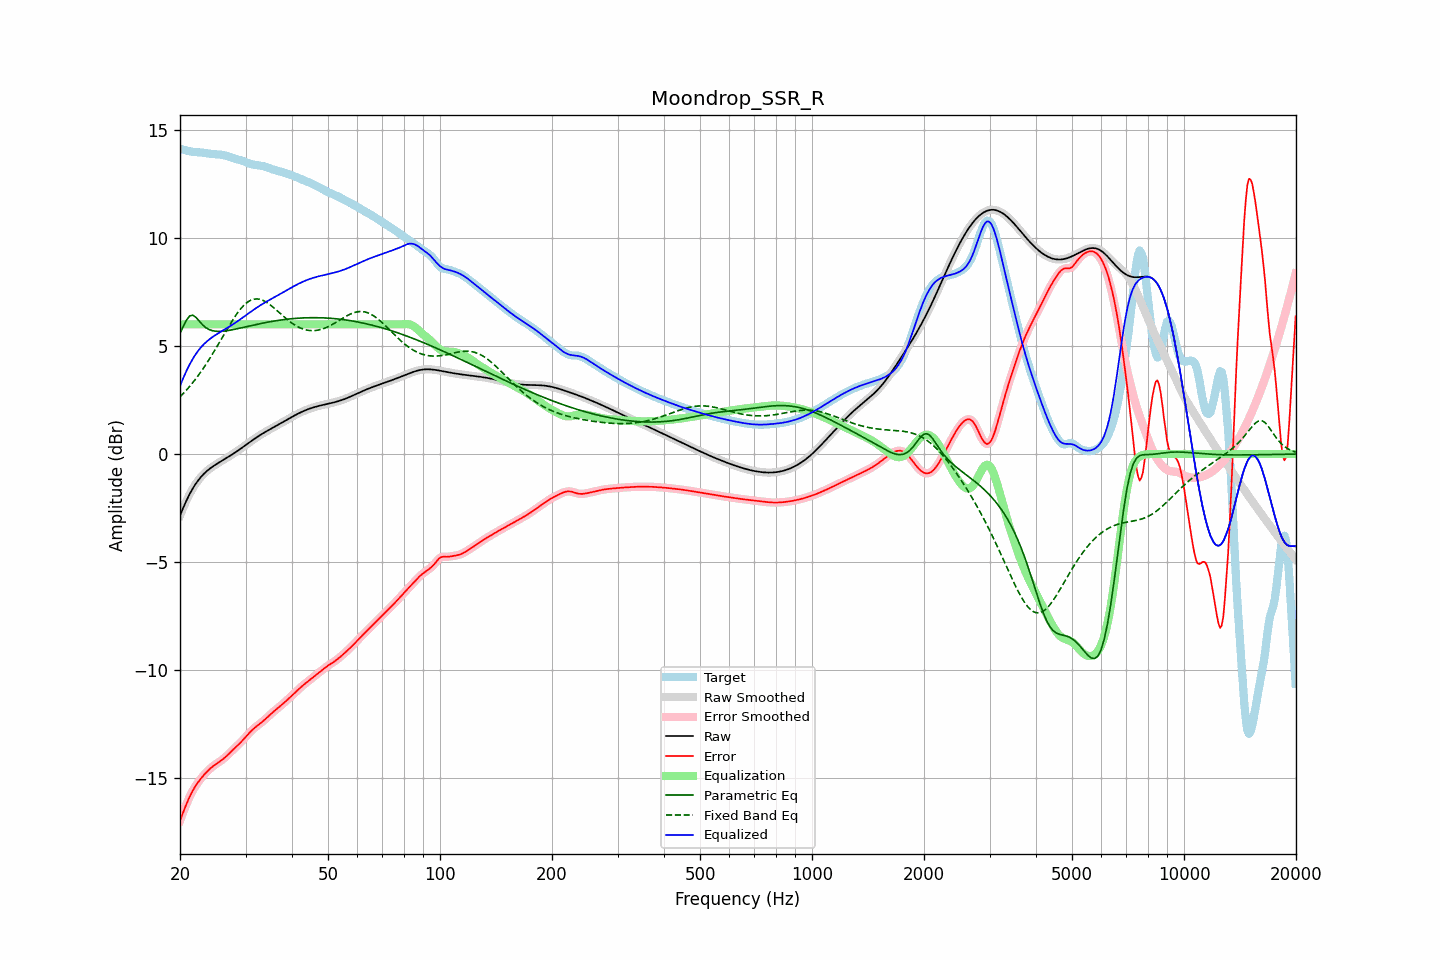 Moondrop_SSR_R
Amplitude (dBr)
15
10
5
0
−5
−10
−15
Target
Raw Smoothed
Error Smoothed
Raw
Error
Equalization
Parametric Eq
Fixed Band Eq
Equalized
20 50 100 200 500 1000 2000 5000 10000 20000
Frequency (Hz)